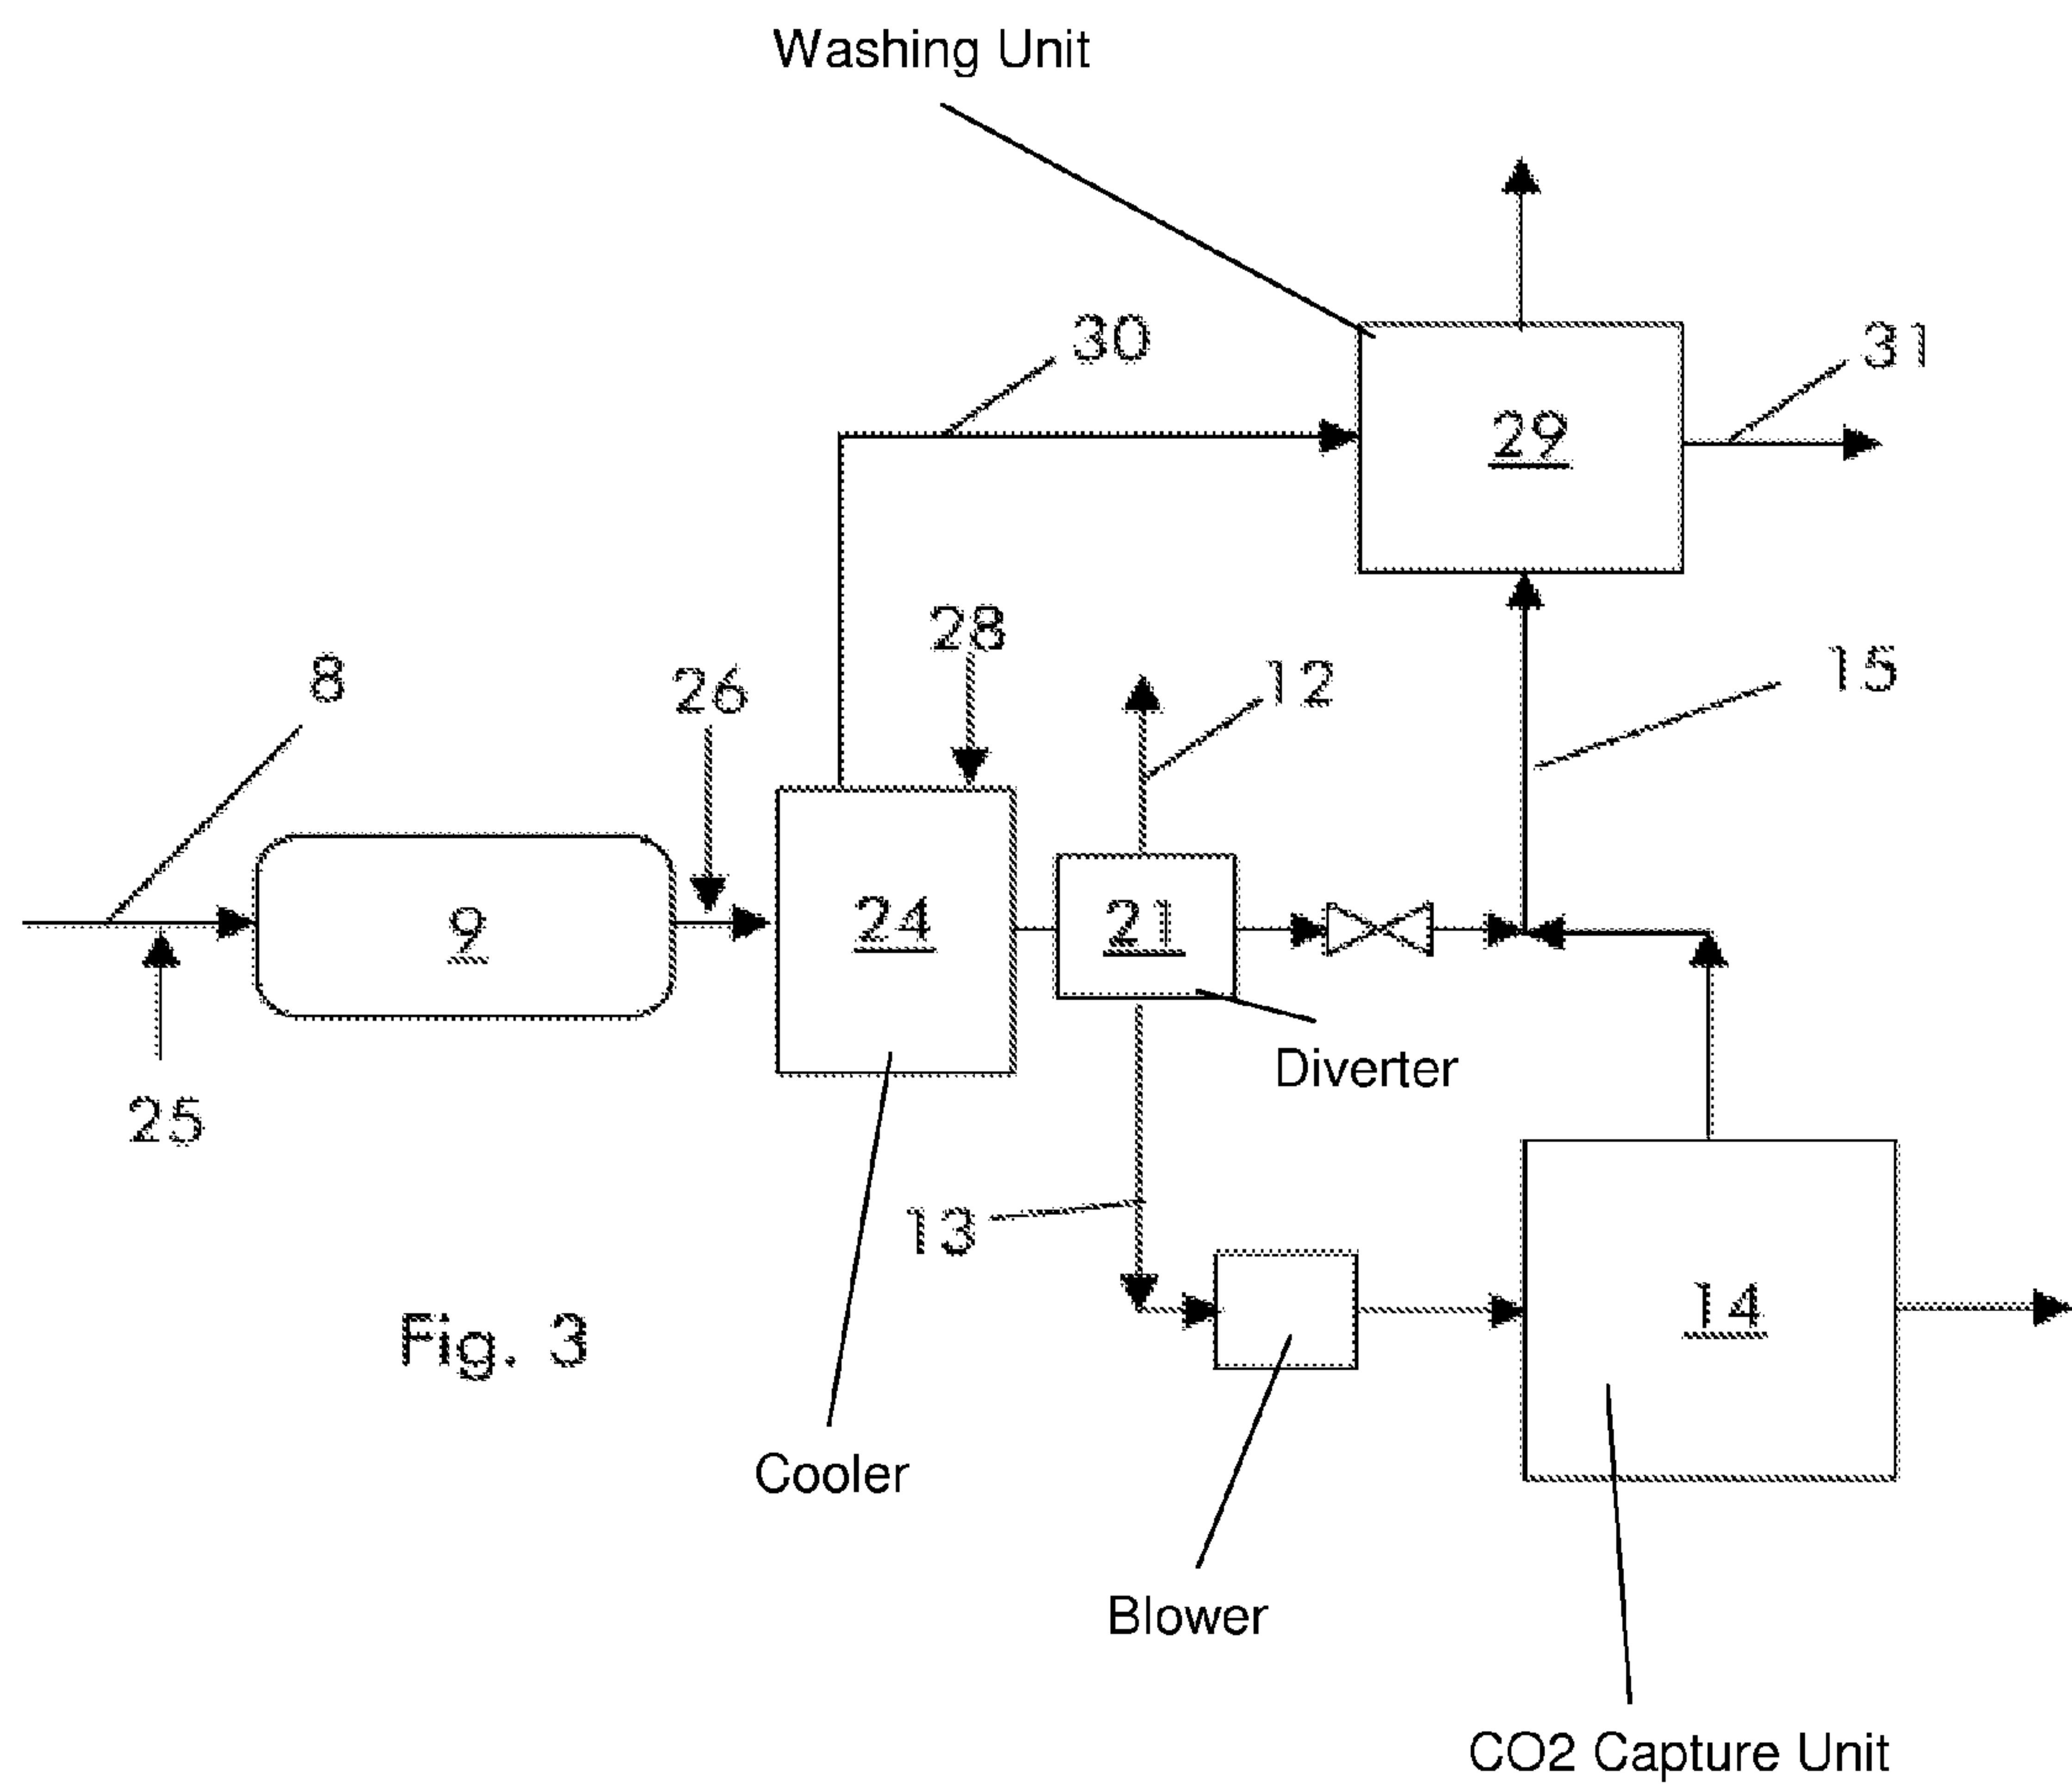 Washing Unit
30
31
29
28
12
15
8
26
9
24
21
25
Diverter
13
14
Fig. 3
Cooler
Blower
CO2 Capture Unit